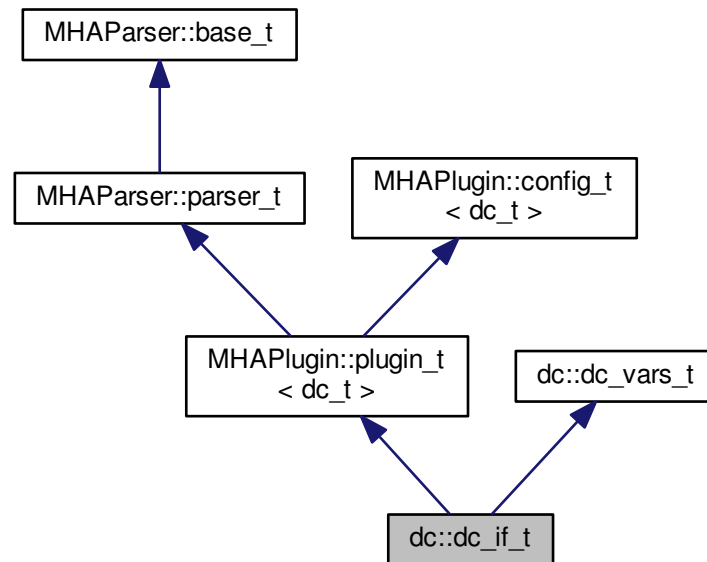 MHAParser::base_t
MHAParser::parser_t
MHAPlugin::config_t
< dc_t >
MHAPlugin::plugin_t
< dc_t >
dc::dc_vars_t
dc::dc_if_t